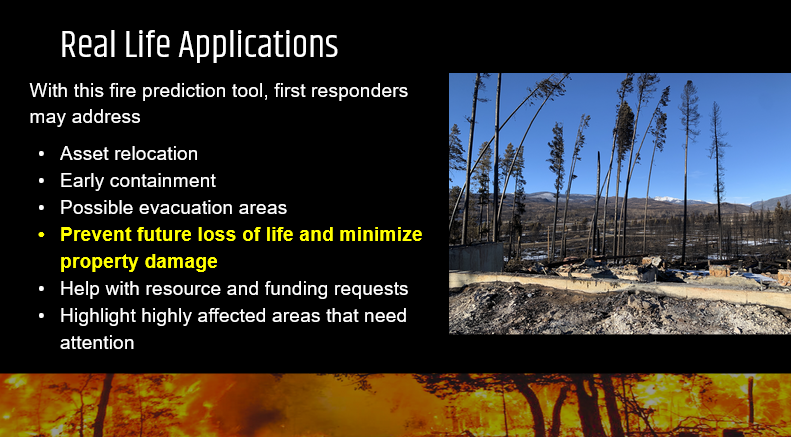 Real Life Applications
With this fire prediction tool, first responders
may address
• Asset relocation
• Early containment
• Possible evacuation areas
• Prevent future loss of life and minimize
property damage
• Help with resource and funding requests
• Highlight highly affected areas that need
attention